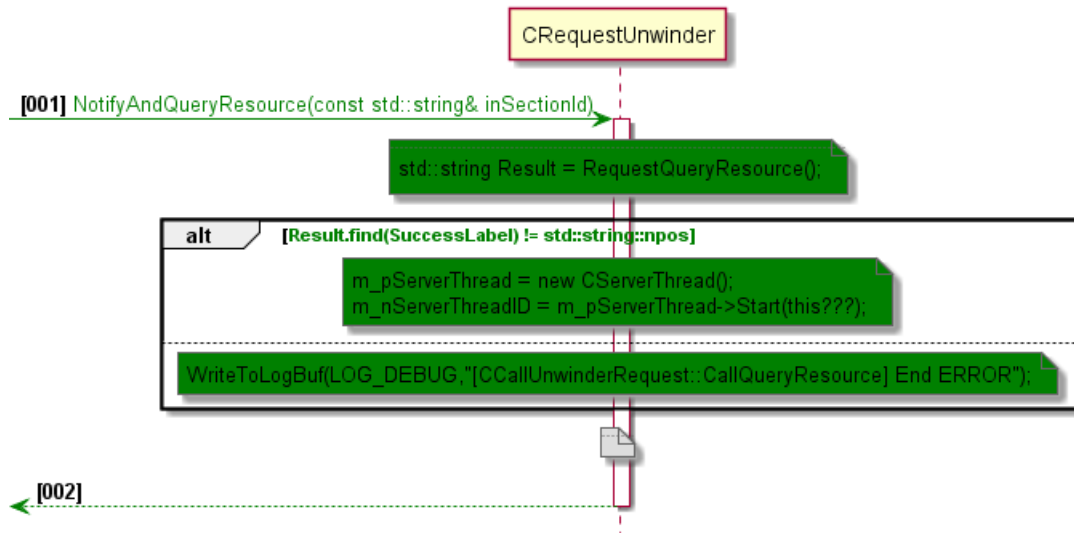 CRequestUnwinder
[001] NotifyAndQueryResource(const std::string& inSectionId)
std::string Result = RequestQueryResource();
alt [Result.find(SuccessLabel) != std::string::npos]
m_pServerThread = new CServerThread();
m_nServerThreadID = m_pServerThread->Start(this???);
WriteToLogBuf(LOG_DEBUG,"[CCallUnwinderRequest::CallQueryResource] End ERROR");
[002]